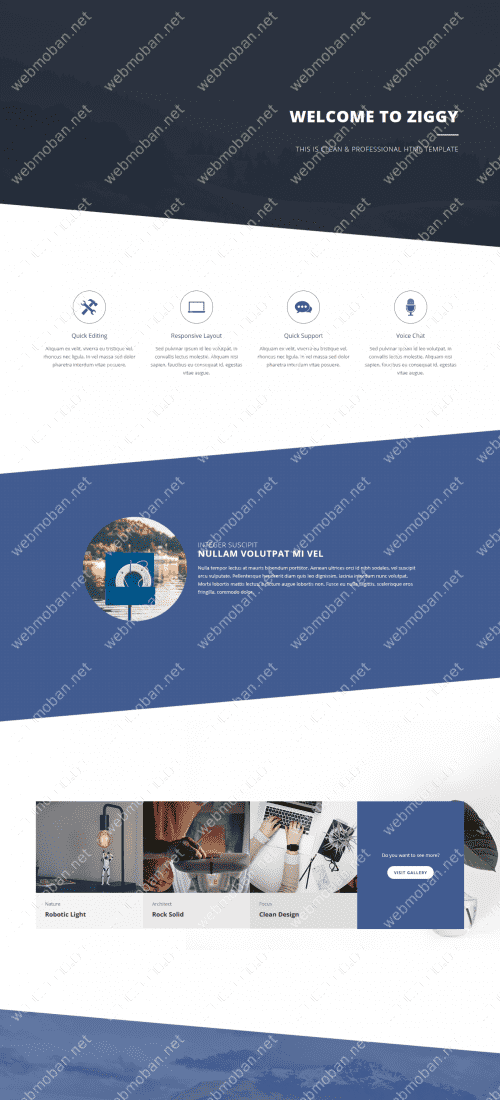 WELCOME TO ZIGGY
THIS IS CLEAN & PROFESSIONAL HTML TEMPLATE
Quick Editing
Responsive Layout
Quick Support
Voice Chat
Aliquam ex velit, viverra eu tristique vel,
rhoncus nec ligula. In vel massa sed dolor
pharetra interdum vitae posuere.
Sed pulvinar ipsum id leo volutpat, in
convallis lectus molestie. Aliquam nisl
sapien, faucibus eu consequat id, egestas
vitae augue.
Aliquam ex velit, viverra eu tristique vel,
rhoncus nec ligula. In vel massa sed dolor
pharetra interdum vitae posuere.
Sed pulvinar ipsum id leo volutpat, in
convallis lectus molestie. Aliquam nisl
sapien, faucibus eu consequat id, egestas
vitae augue.
INTEGER SUSCIPIT
NULLAM VOLUTPAT MI VEL
Nulla tempor lectus at mauris bibendum porttitor. Aenean ultrices orci id nibh sodales, vel suscipit
arcu vulputate. Pellentesque hendrerit diam quis leo dignissim, lacinia interdum nunc volutpat.
Morbi lobortis mattis lectus, auctor augue lobortis non. Fusce eu nulla mattis, scelerisque eros
fringilla, commodo dolor.
Nature
Robotic Light
Architect
Rock Solid
Focus
Clean Design
Do you want to see more?
VISIT GALLERY
webmoban.net